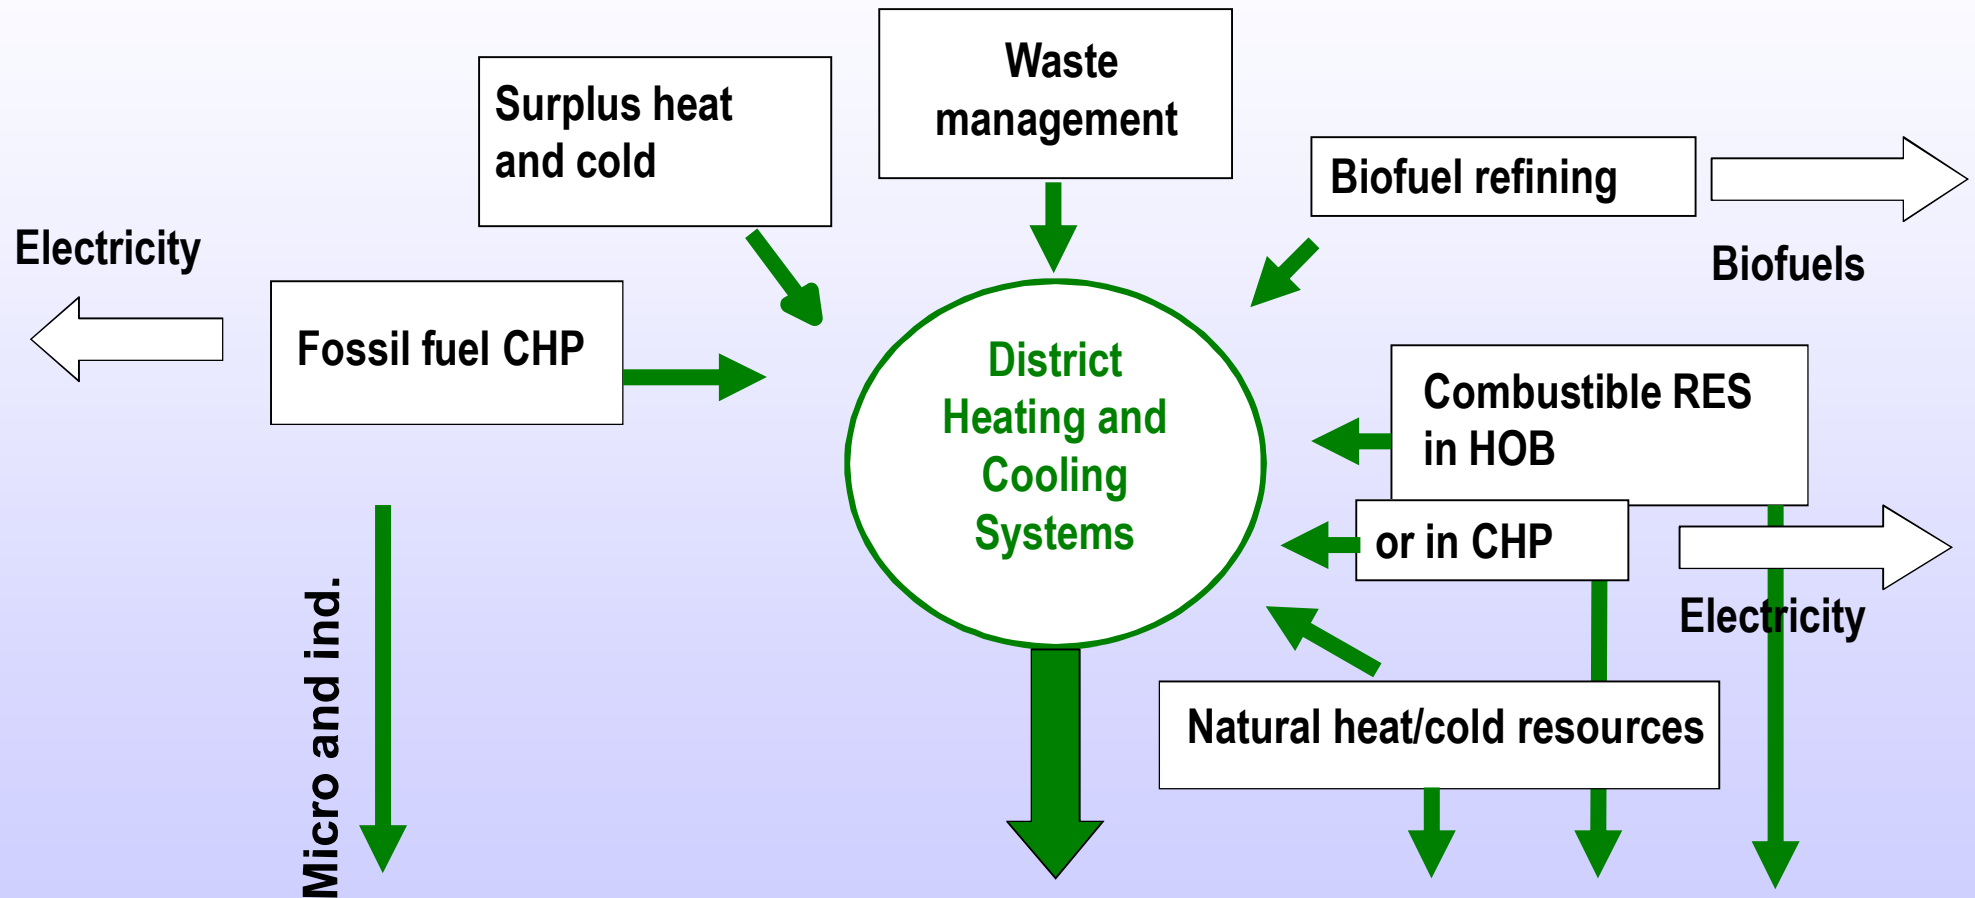 Waste
management
Surplus heat
and cold
Biofuel refining
Electricity
Biofuels
Fossil fuel CHP
District
Heating and
Cooling
Systems
Combustible RES
in HOB
or in CHP
Electricity
Natural heat/cold resources
Micro and ind.